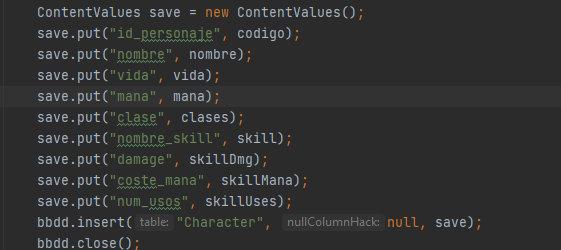 ContentValues save = new ContentValues();
save.put("id_personaje", codigo);
save.put("nombre", nombre);
save.put("vida", vida);
save.put("mana", mana);
save.put("clase", clases);
save.put("nombre_skill", skill);
save.put("damage", skillDmg);
save.put("coste_mana", skillMana);
save.put("num_usos", skillUses);
bbdd.insert( table: "Character", nullColumnHack: null, save);
bbdd.close();